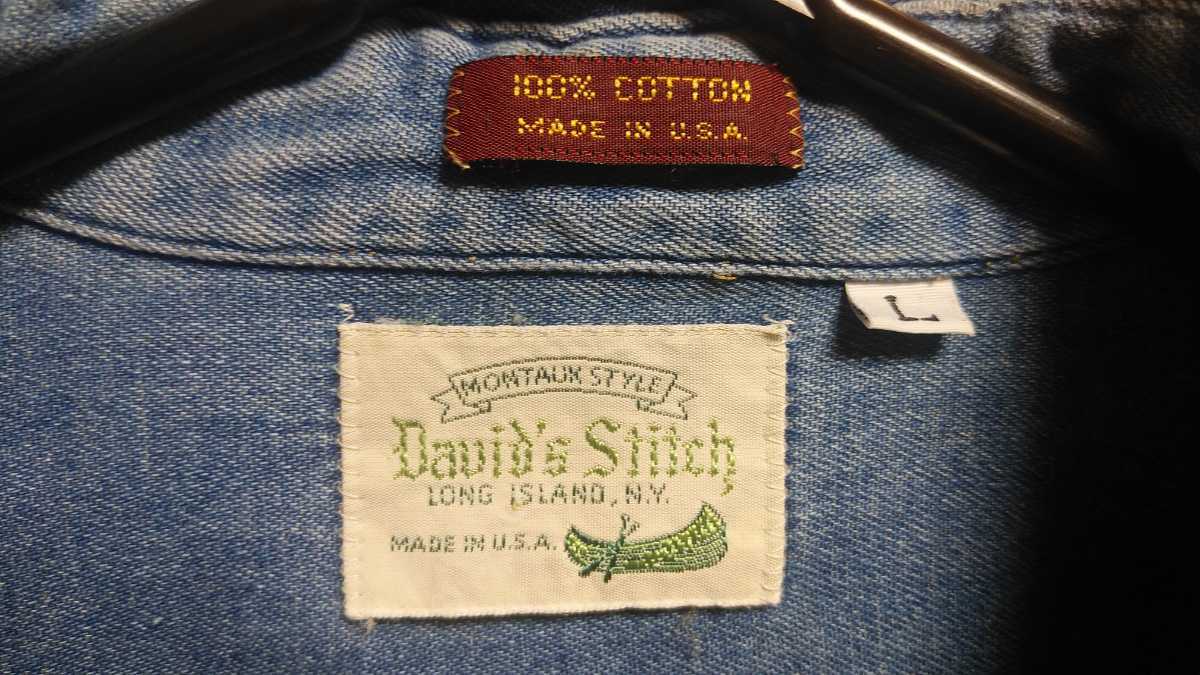 100% COTTON
MADE IN U.S.A.
L
MONTAUK STYLE
David's Stitch
LONG ISLAND, N.Y.
MADE IN U.S.A.